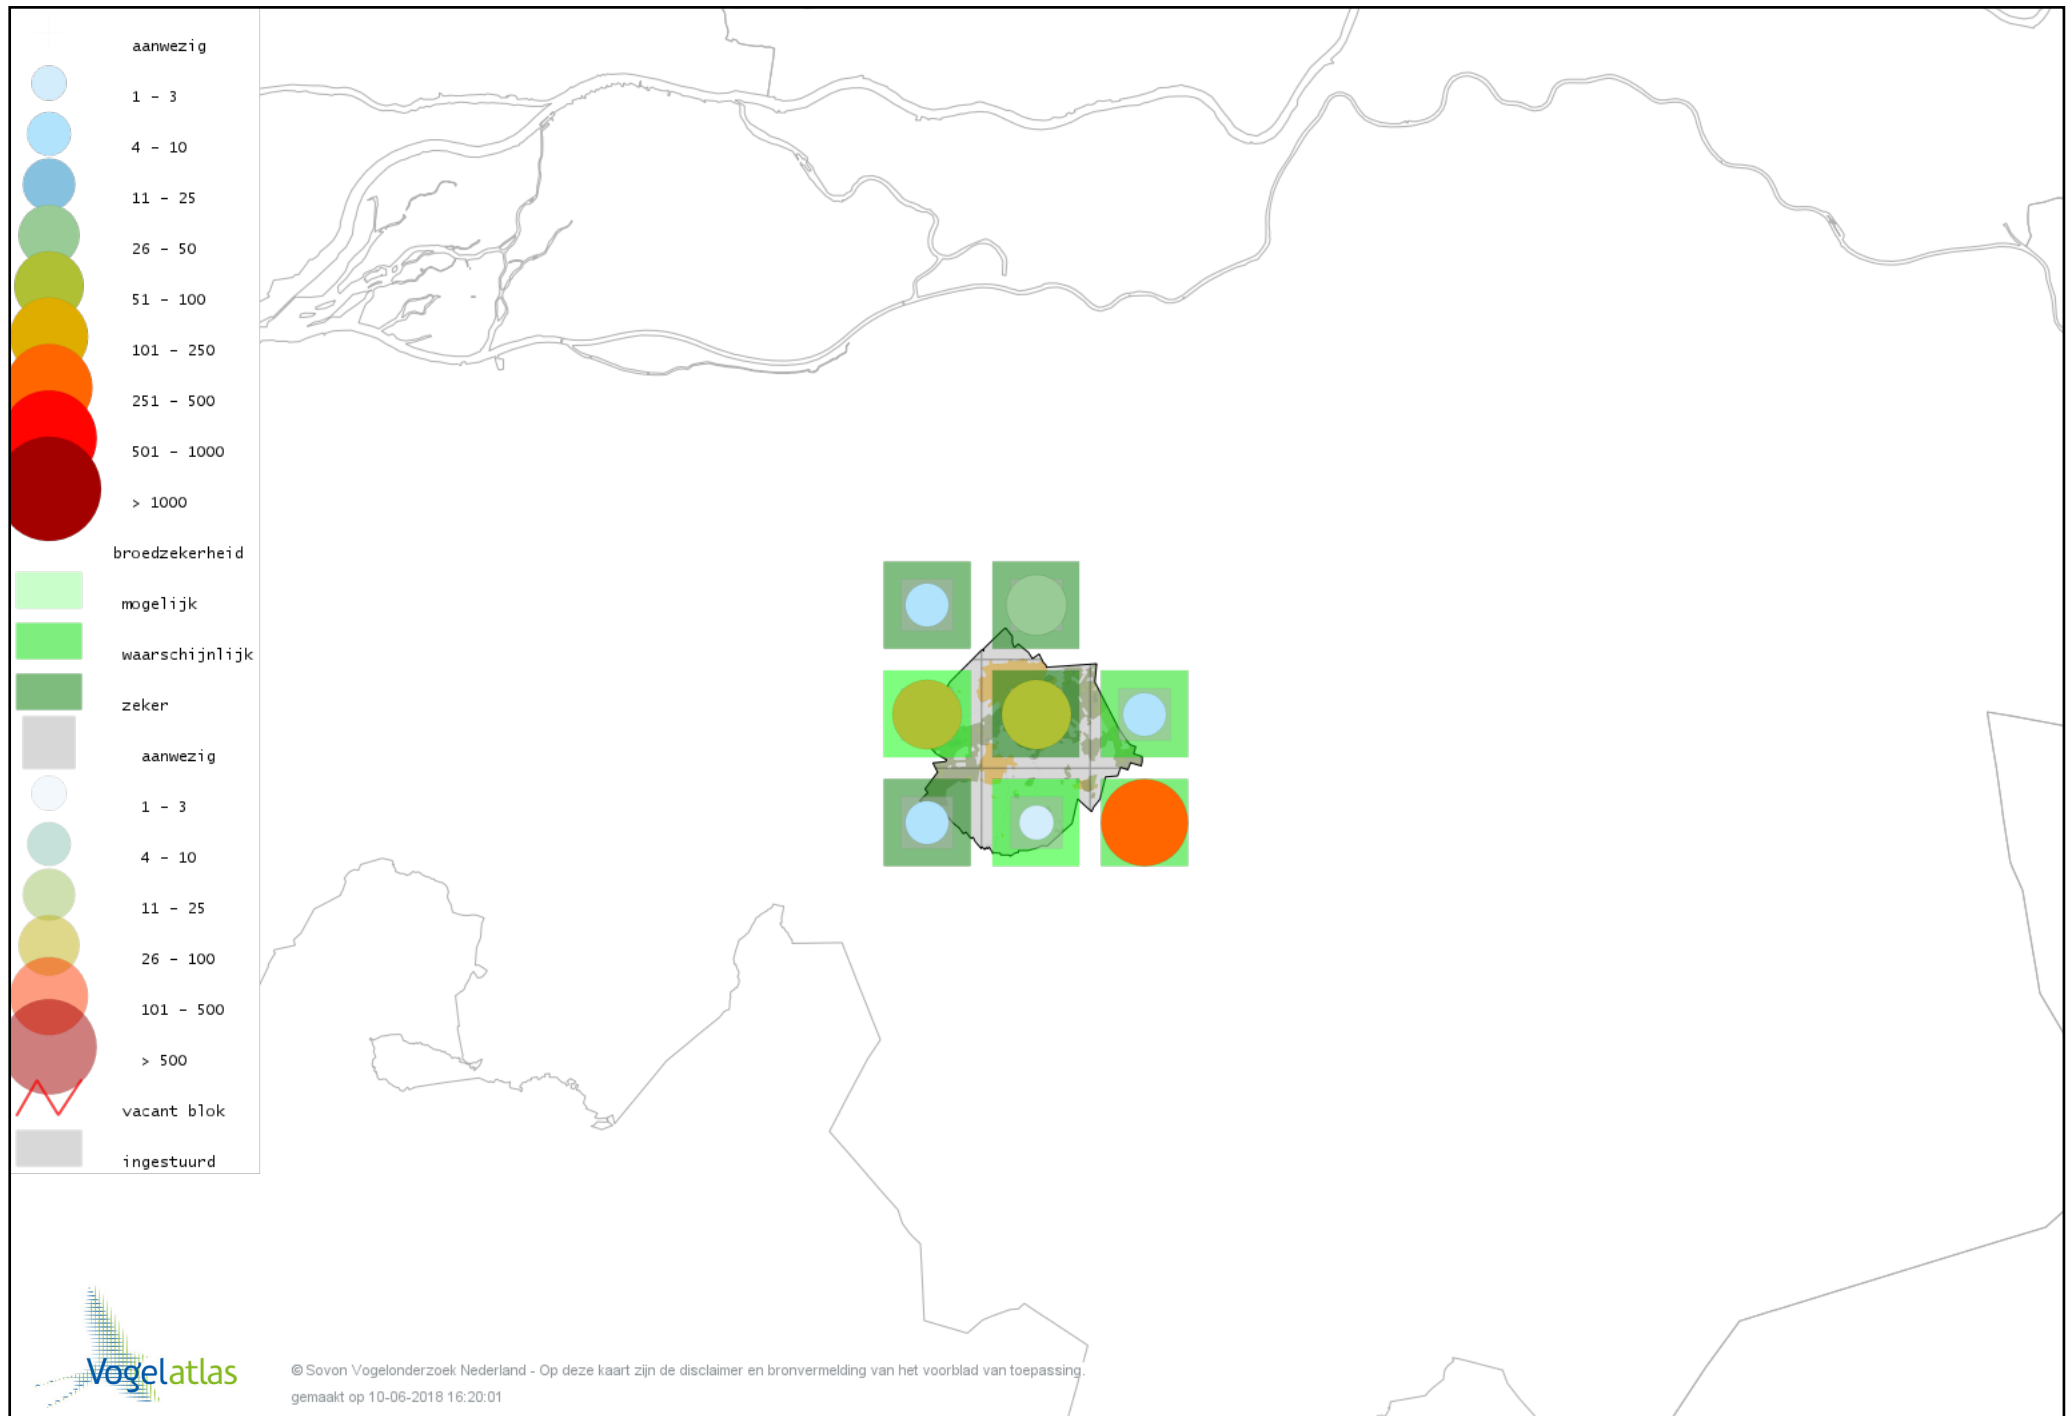 aanwezig
1 - 3
4 - 10
11 - 25
26 - 50
51 - 100
101 - 250
251 - 500
501 - 1000
> 1000
broedzekerheid
mogelijk
waarschijnlijk
zeker
aanwezig
1 - 3
4 - 10
11 - 25
26 - 100
101 - 500
> 500
vacant blok
ingestuurd
Vogelatlas
© Sovon Vogelonderzoek Nederland - Op deze kaart zijn de disclaimer en bronvermelding van het voorblad van toepassing.
gemaakt op 10-06-2018 16:20:01